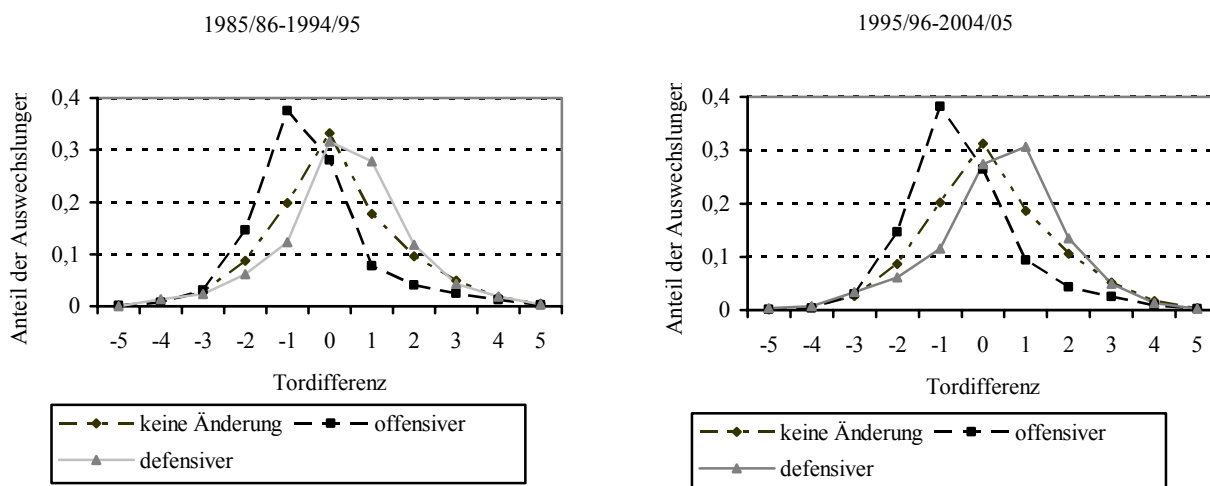 1985/86-1994/95
Anteil der Auswechslungen
0,4
0,3
0,2
0,1
0
-5 -4 -3 -2 -1 0 1 2 3 4 5
Tordifferenz
keine Änderung offensiver
defensiver
1995/96-2004/05
Anteil der Auswechslungen
0,4
0,3
0,2
0,1
0
-5 -4 -3 -2 -1 0 1 2 3 4 5
Tordifferenz
keine Änderung offensiver
defensiver